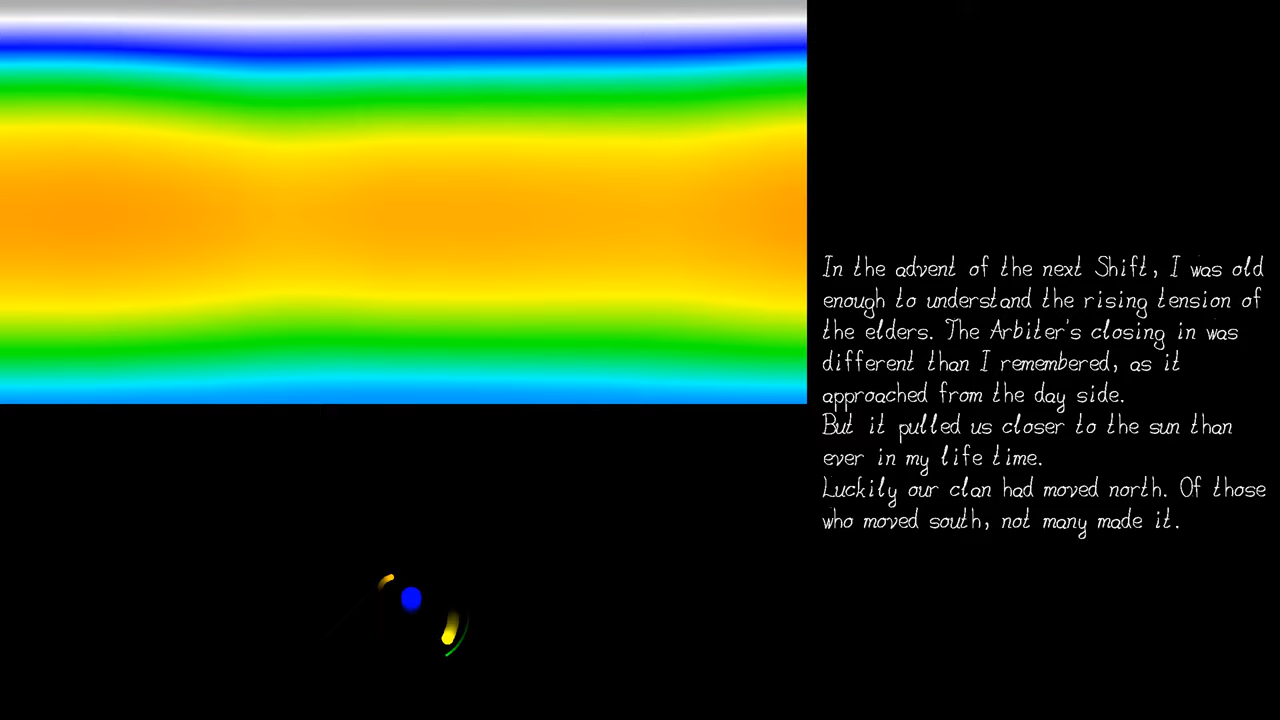 In the advent of the next Shift, I was old
enough to understand the rising tension of
the elders. The Arbiter's closing in was
different than I remembered, as it
approached from the day side.
But it pulled us closer to the sun than
ever in my life time.
Luckily our clan had moved north. Of those
who moved south, not many made it.